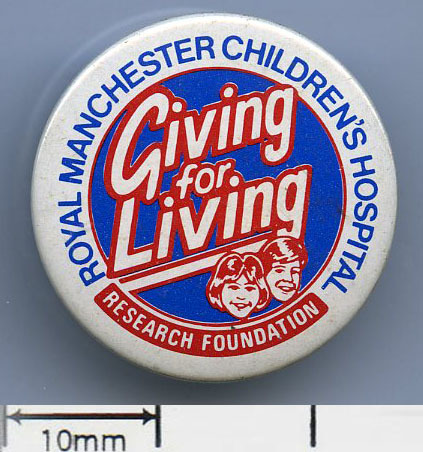 ROYAL MANCHESTER CHILDREN'S HOSPITAL
Giving
for
Living
RESEARCH FOUNDATION
10mm